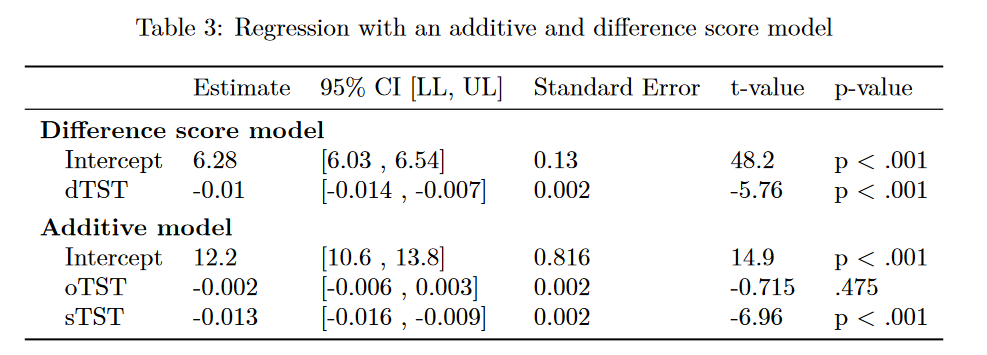 Table 3: Regression with an additive and difference score model
Estimate 95% CI [LL, UL] Standard Error t-value p-value
Difference score model
Intercept 6.28 [6.03 , 6.54] 0.13 48.2 p < .001
dTST -0.01 [-0.014 , -0.007] 0.002 -5.76 p < .001
Additive model
Intercept 12.2 [10.6 , 13.8] 0.816 14.9 p < .001
oTST -0.002 [-0.006 , 0.003] 0.002 -0.715 .475
sTST -0.013 [-0.016 , -0.009] 0.002 -6.96 p < .001